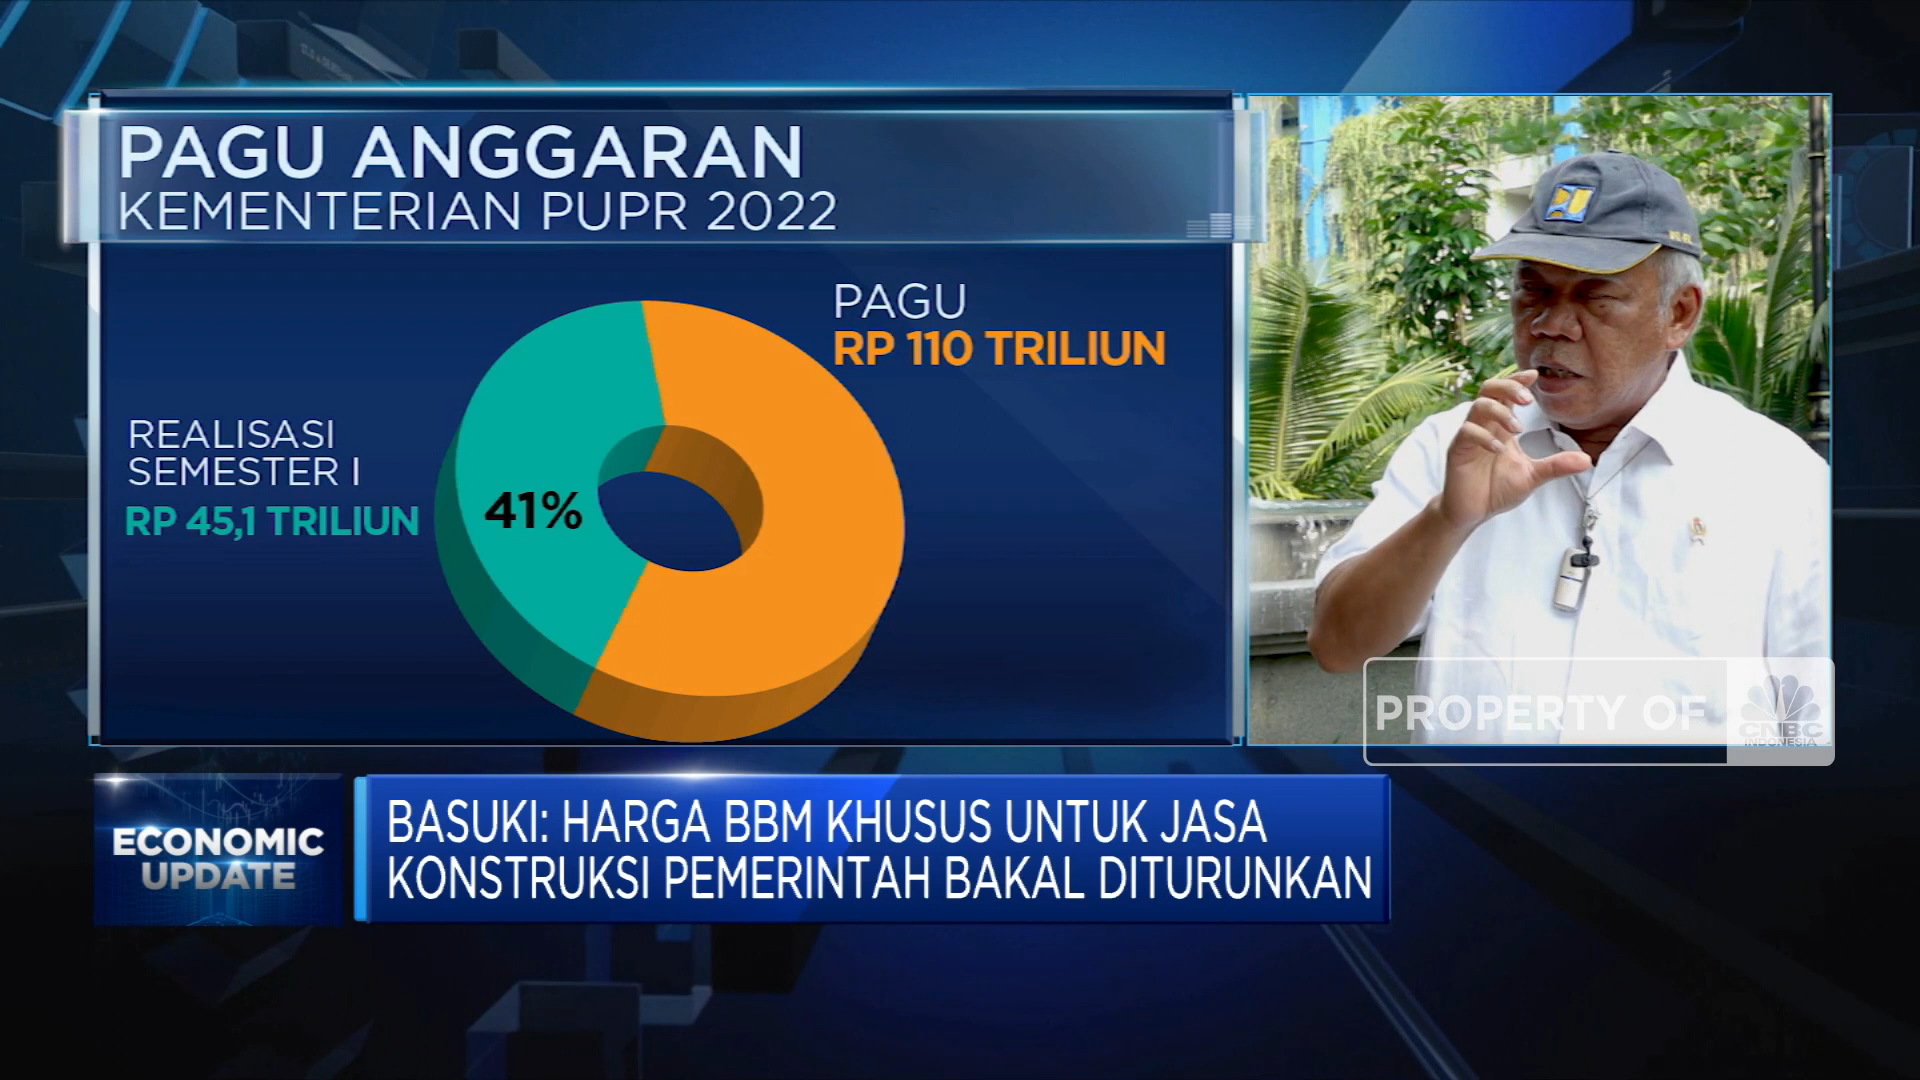 PAGU ANGGARAN
KEMENTERIAN PUPR 2022
PAGU
RP 110 TRILIUN
REALISASI
SEMESTER I
RP 45,1 TRILIUN
41%
PROPERTY OF
CNBC
INDONESIA
ECONOMIC
UPDATE
BASUKI: HARGA BBM KHUSUS UNTUK JASA
KONSTRUKSI PEMERINTAH BAKAL DITURUNKAN